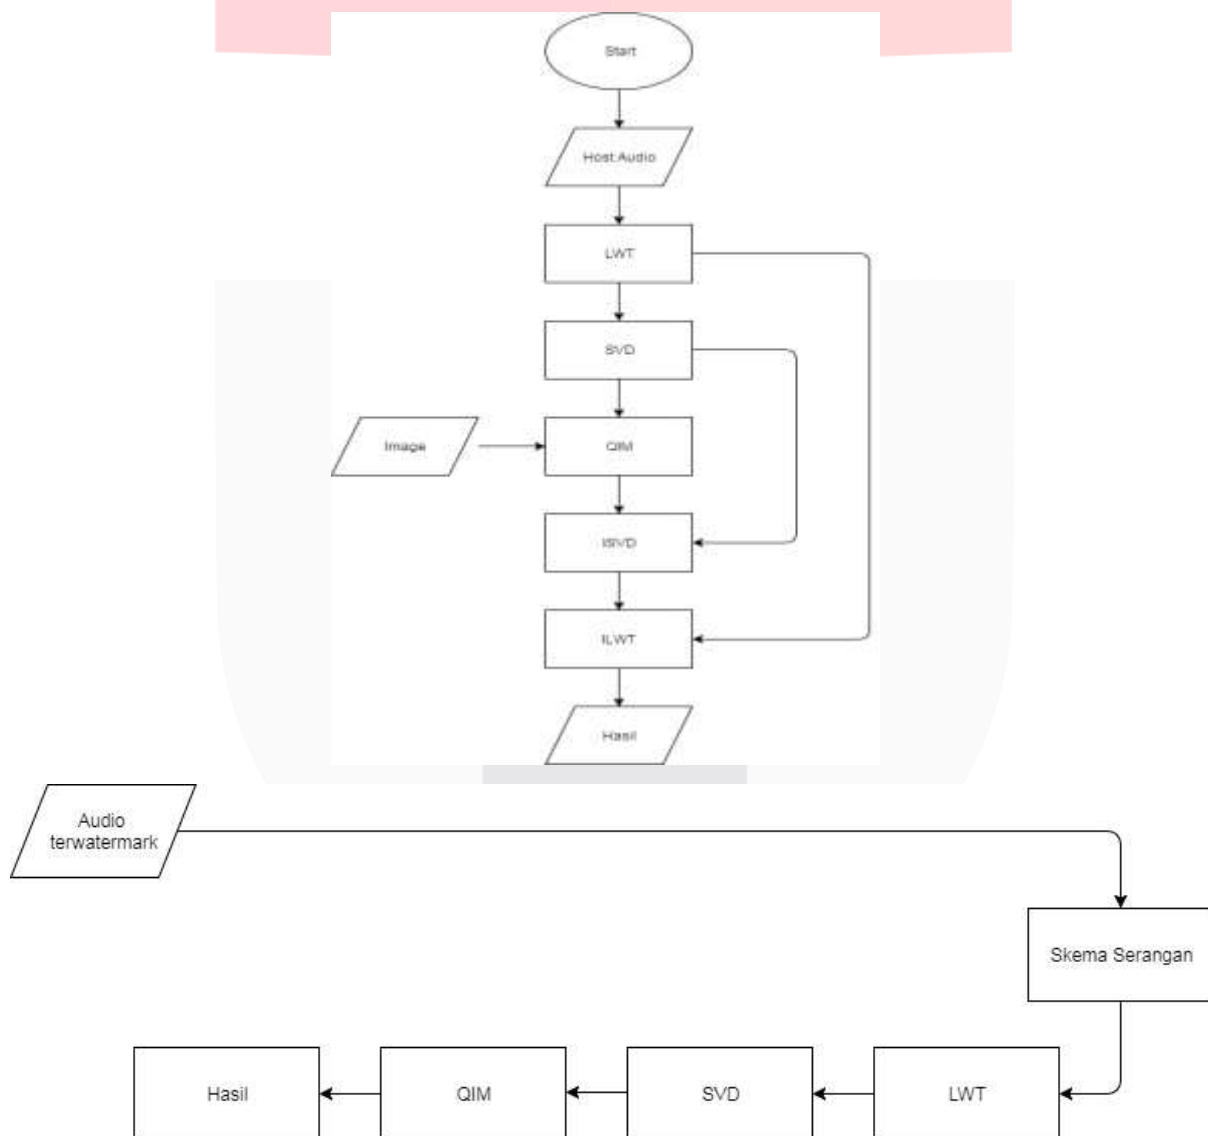 Start
Host Audio
LWT
SVD
Image
QIM
ISVD
ILWT
Hasil
Audio
terwatermark
Skema Serangan
Hasil
QIM
SVD
LWT